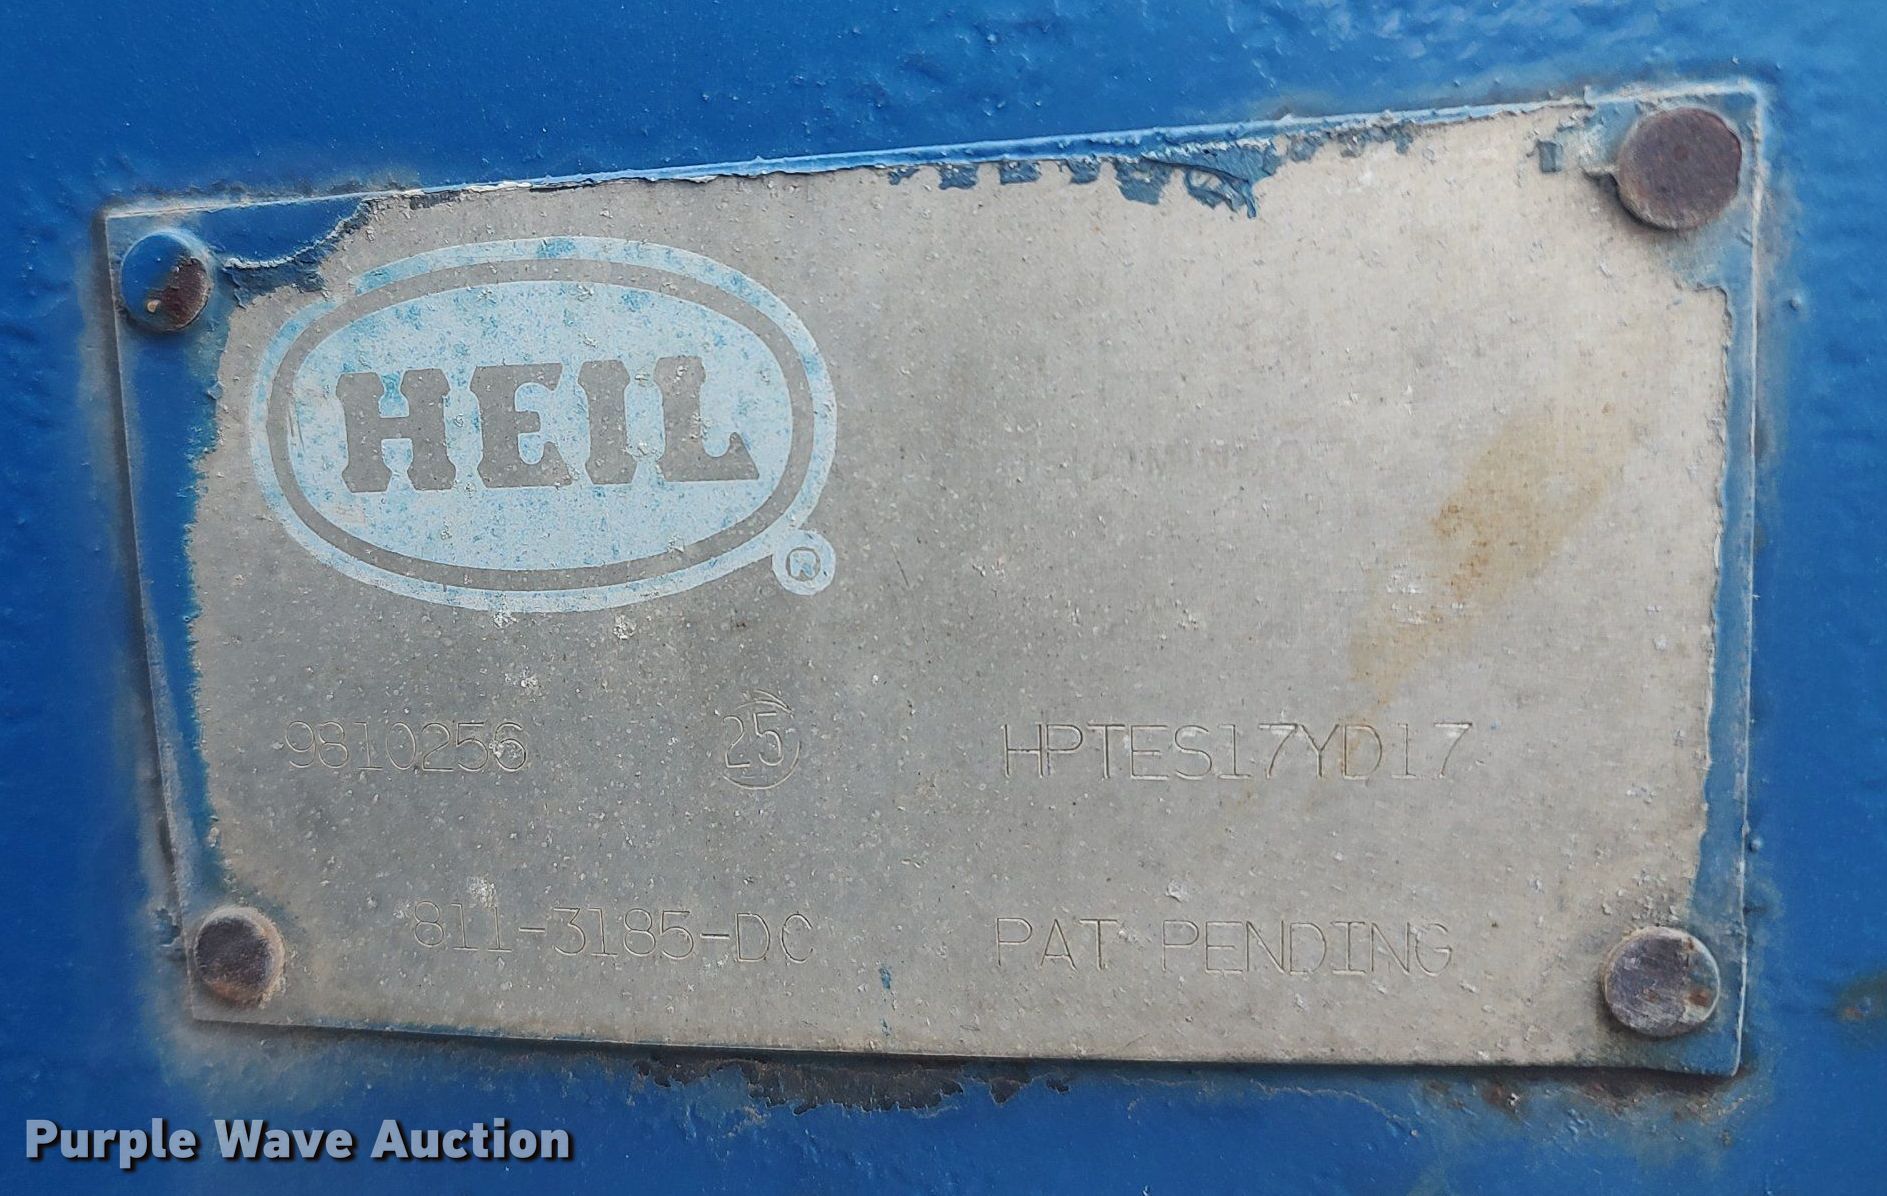 HEIL ®
9810256 25 HPTES17YD17
811-3185-DC PAT PENDING
Purple Wave Auction